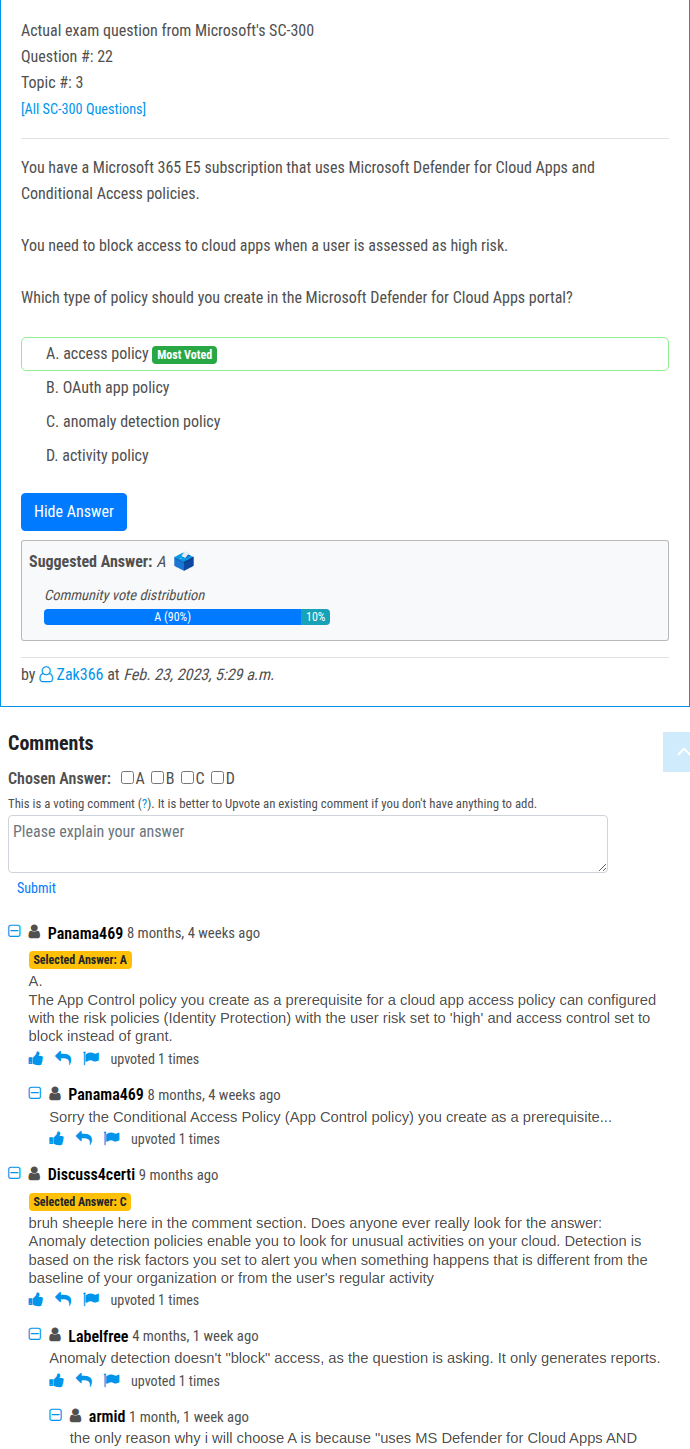 Actual exam question from Microsoft's SC-300
Question #: 22
Topic #: 3
[All SC-300 Questions]
You have a Microsoft 365 E5 subscription that uses Microsoft Defender for Cloud Apps and
Conditional Access policies.
You need to block access to cloud apps when a user is assessed as high risk.
Which type of policy should you create in the Microsoft Defender for Cloud Apps portal?
A. access policy Most Voted
B. OAuth app policy
C. anomaly detection policy
D. activity policy
Hide Answer
Suggested Answer: A
Community vote distribution
A (90%) 10%
by Zak366 at Feb. 23, 2023, 5:29 a.m.
Comments
Chosen Answer: A B C D
This is a voting comment (?). It is better to Upvote an existing comment if you don't have anything to add.
Please explain your answer
Submit
Panama469 8 months, 4 weeks ago
Selected Answer: A
A.
The App Control policy you create as a prerequisite for a cloud app access policy can configured
with the risk policies (Identity Protection) with the user risk set to 'high' and access control set to
block instead of grant.
upvoted 1 times
Panama469 8 months, 4 weeks ago
Sorry the Conditional Access Policy (App Control policy) you create as a prerequisite...
upvoted 1 times
Discuss4certi 9 months ago
Selected Answer: C
bruh sheeple here in the comment section. Does anyone ever really look for the answer:
Anomaly detection policies enable you to look for unusual activities on your cloud. Detection is
based on the risk factors you set to alert you when something happens that is different from the
baseline of your organization or from the user's regular activity
upvoted 1 times
Labelfree 4 months, 1 week ago
Anomaly detection doesn't "block" access, as the question is asking. It only generates reports.
upvoted 1 times
armid 1 month, 1 week ago
the only reason why i will choose A is because "uses MS Defender for Cloud Apps AND